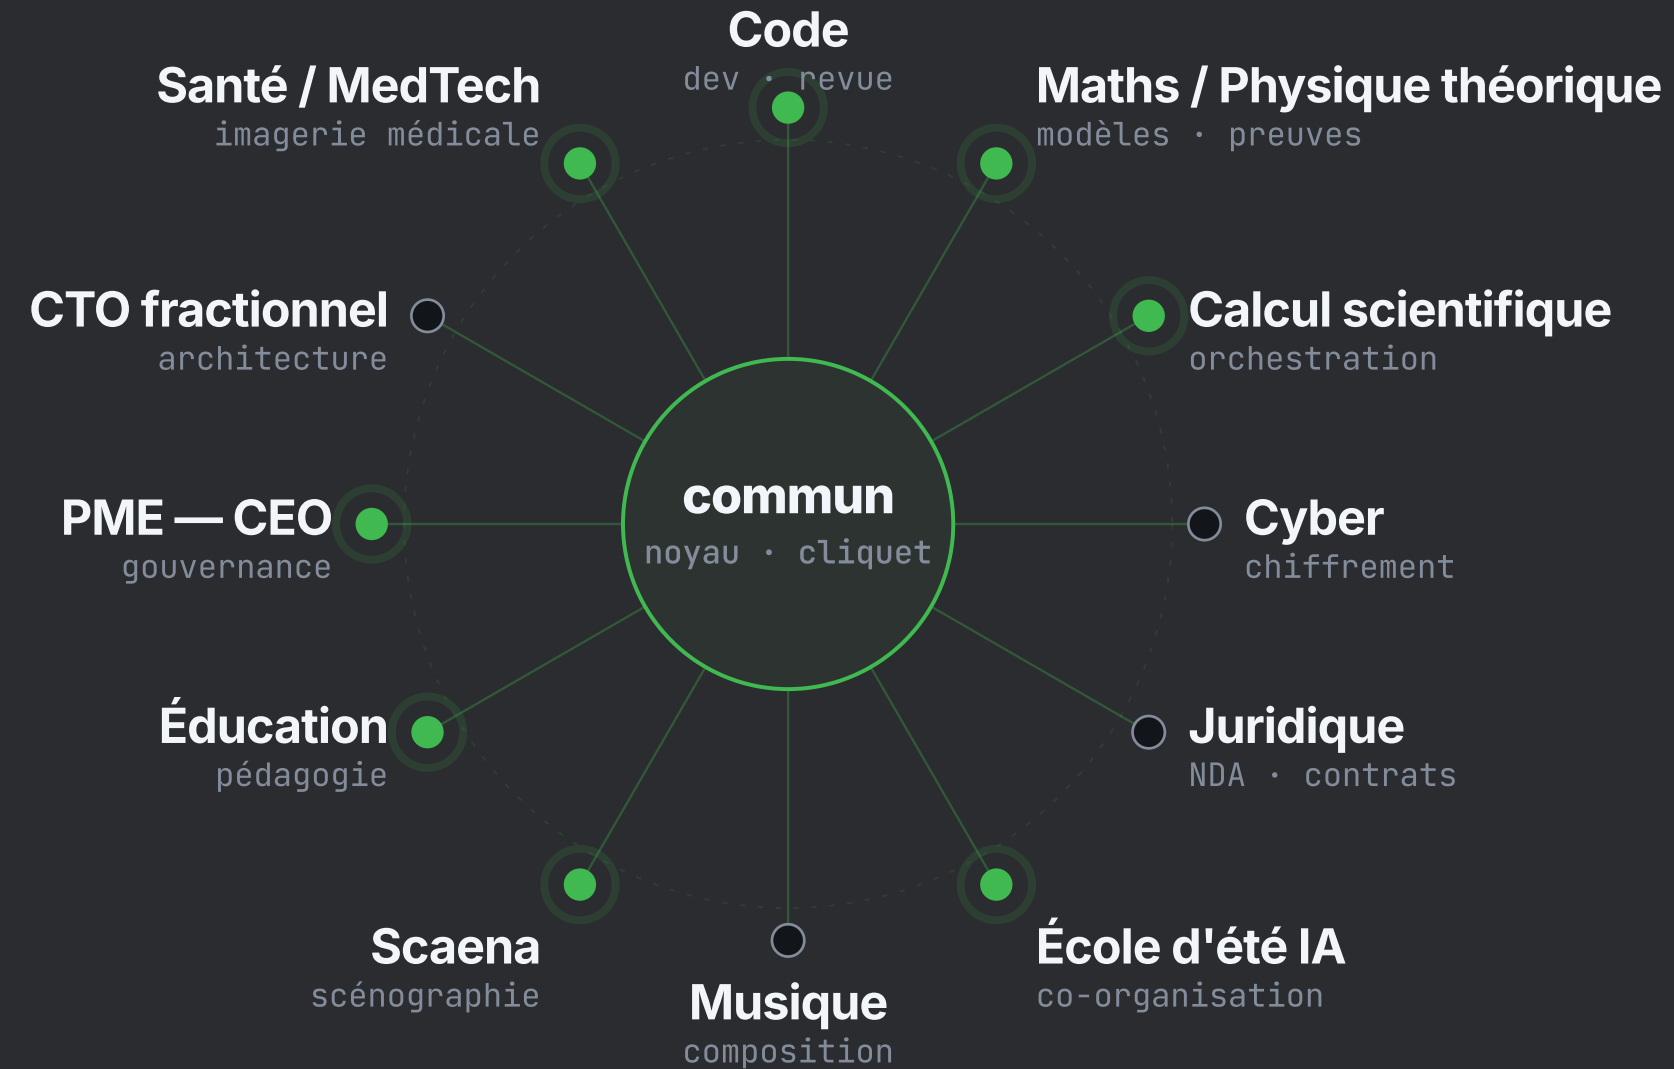 Code
dev · revue
Santé / MedTech
imagerie médicale
Maths / Physique théorique
modèles · preuves
CTO fractionnel
architecture
Calcul scientifique
orchestration
commun
noyau · cliquet
PME — CEO
gouvernance
Cyber
chiffrement
Éducation
pédagogie
Juridique
NDA · contrats
Scaena
scénographie
École d'été IA
co-organisation
Musique
composition